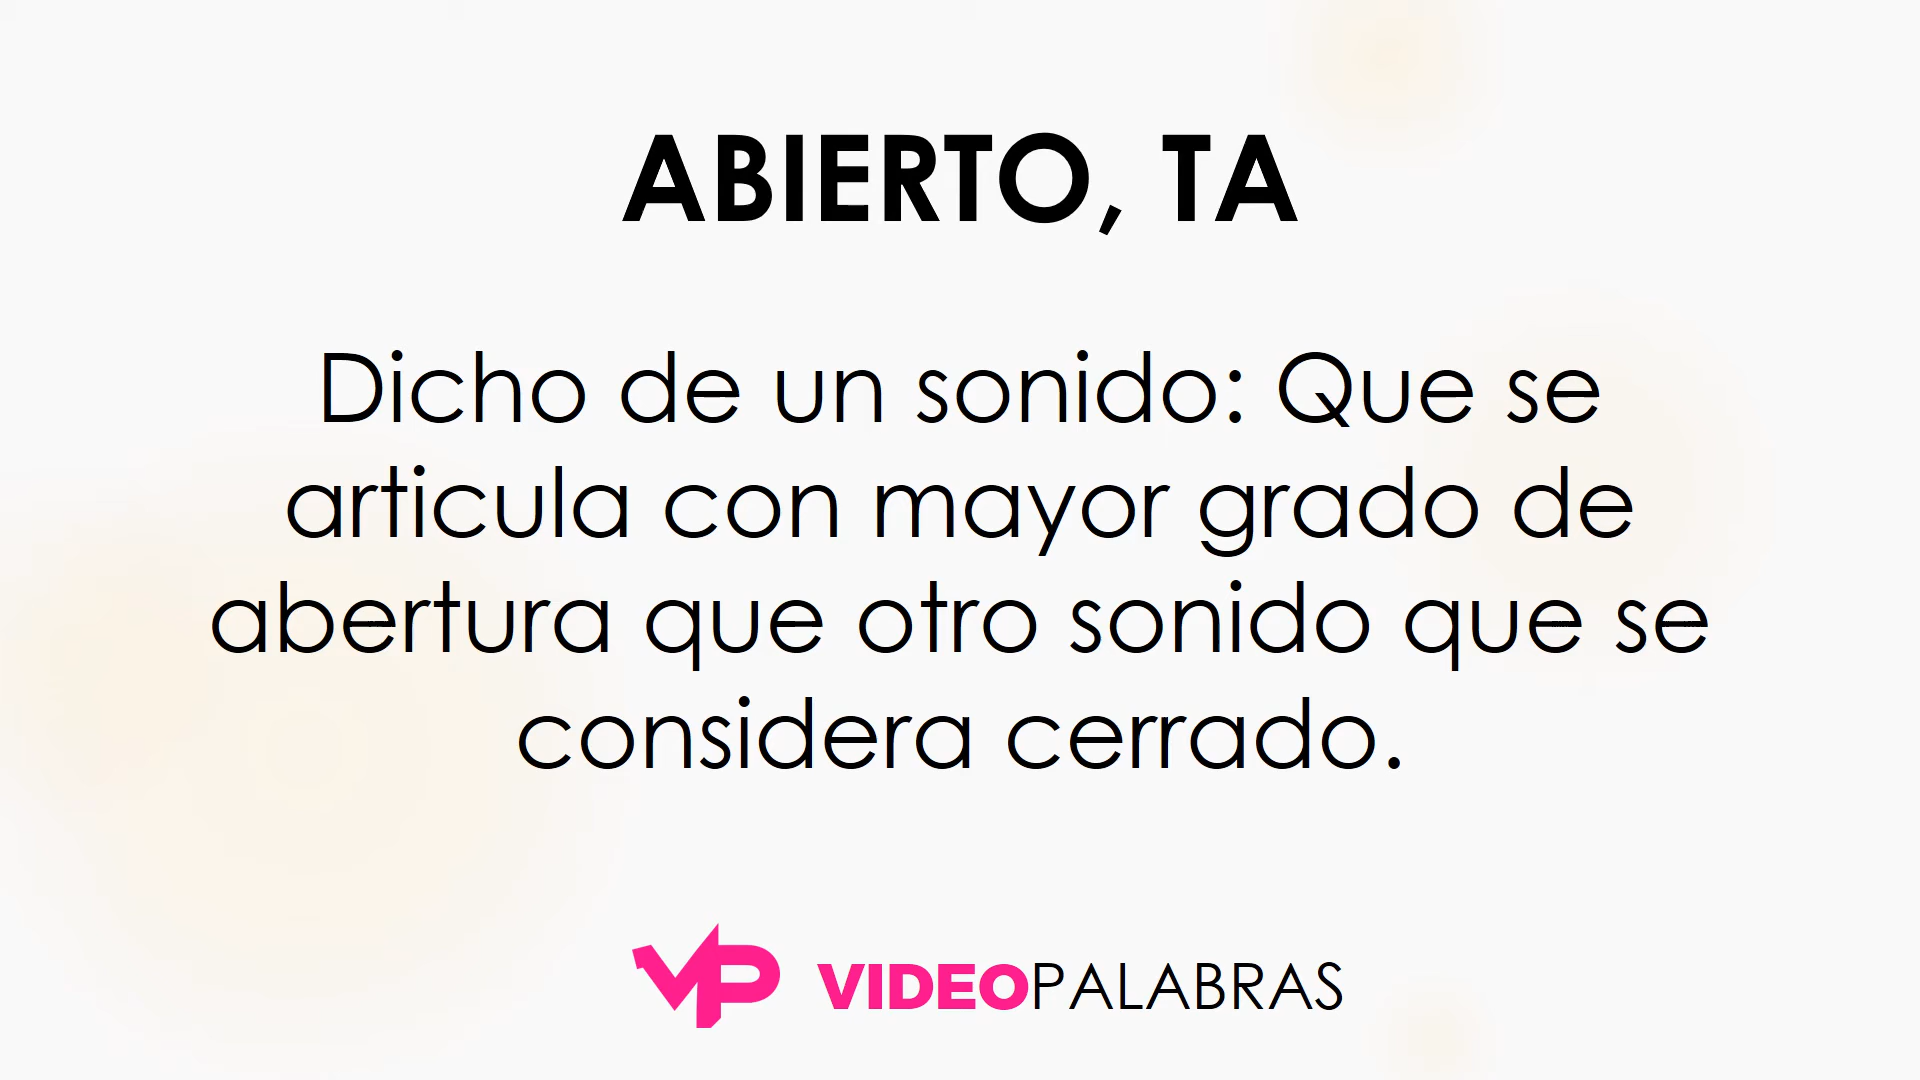 ABIERTO, TA
Dicho de un sonido: Que se
articula con mayor grado de
abertura que otro sonido que se
considera cerrado.
VP VIDEOPALABRAS